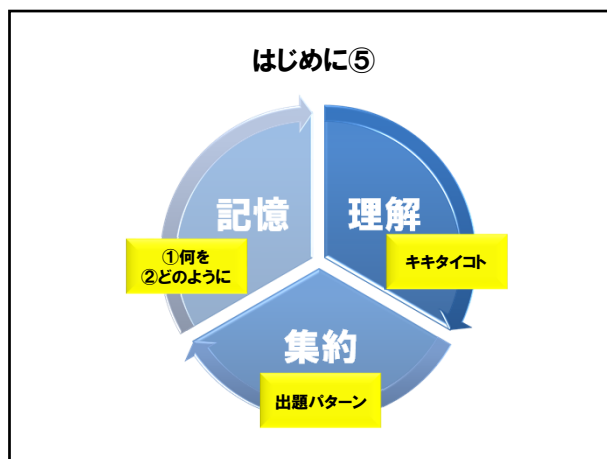 はじめに⑤
記憶
理解
①何を
②どのように
キキタイコト
集約
出題パターン